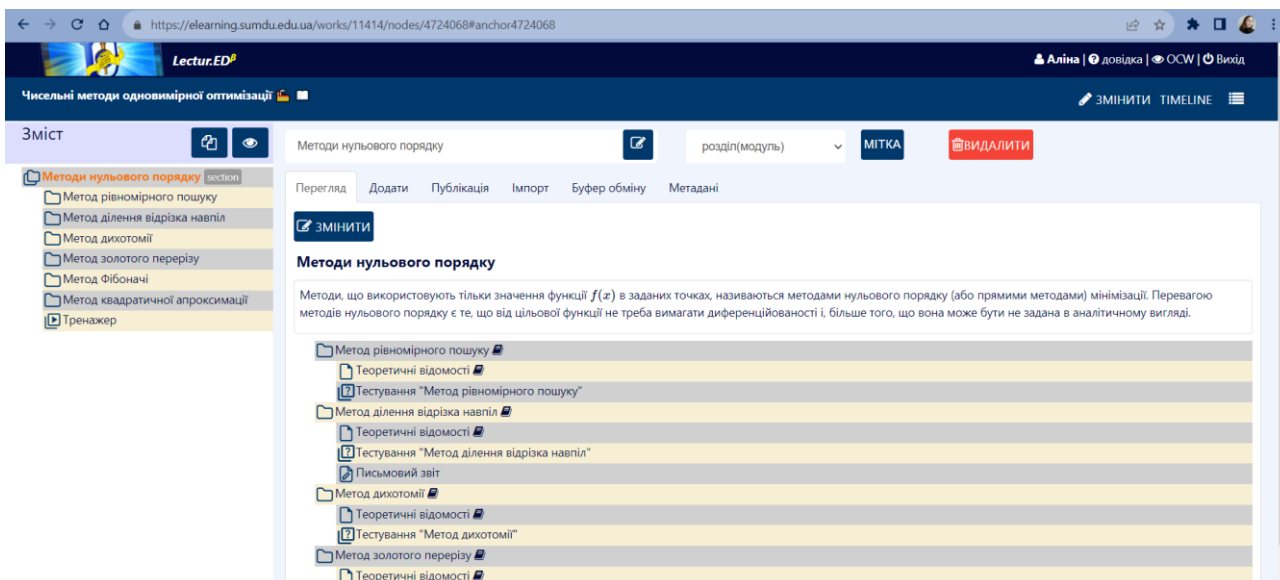 https://elearning.sumdu.edu.ua/works/11414/nodes/4724068#anchor4724068
Lectur.EDβ
Аліна | довідка | OCW | Вихід
Чисельні методи одновимірної оптимізації
ЗМІНИТИ TIMELINE
Зміст
Методи нульового порядку section
Метод рівномірного пошуку
Метод ділення відрізка навпіл
Метод дихотомії
Метод золотого перерізу
Метод Фібоначі
Метод квадратичної апроксимації
Тренажер
Методи нульового порядку
розділ(модуль)
МІТКА
ВИДАЛИТИ
Перегляд Додати Публікація Імпорт Буфер обміну Метадані
ЗМІНИТИ
Методи нульового порядку
Методи, що використовують тільки значення функції f(x) в заданих точках, називаються методами нульового порядку (або прямими методами) мінімізації. Перевагою
методів нульового порядку є те, що від цільової функції не треба вимагати диференційованості і, більше того, що вона може бути не задана в аналітичному вигляді.
Метод рівномірного пошуку
Теоретичні відомості
Тестування "Метод рівномірного пошуку"
Метод ділення відрізка навпіл
Теоретичні відомості
Тестування "Метод ділення відрізка навпіл"
Письмовий звіт
Метод дихотомії
Теоретичні відомості
Тестування "Метод дихотомії"
Метод золотого перерізу
Теоретичні відомості